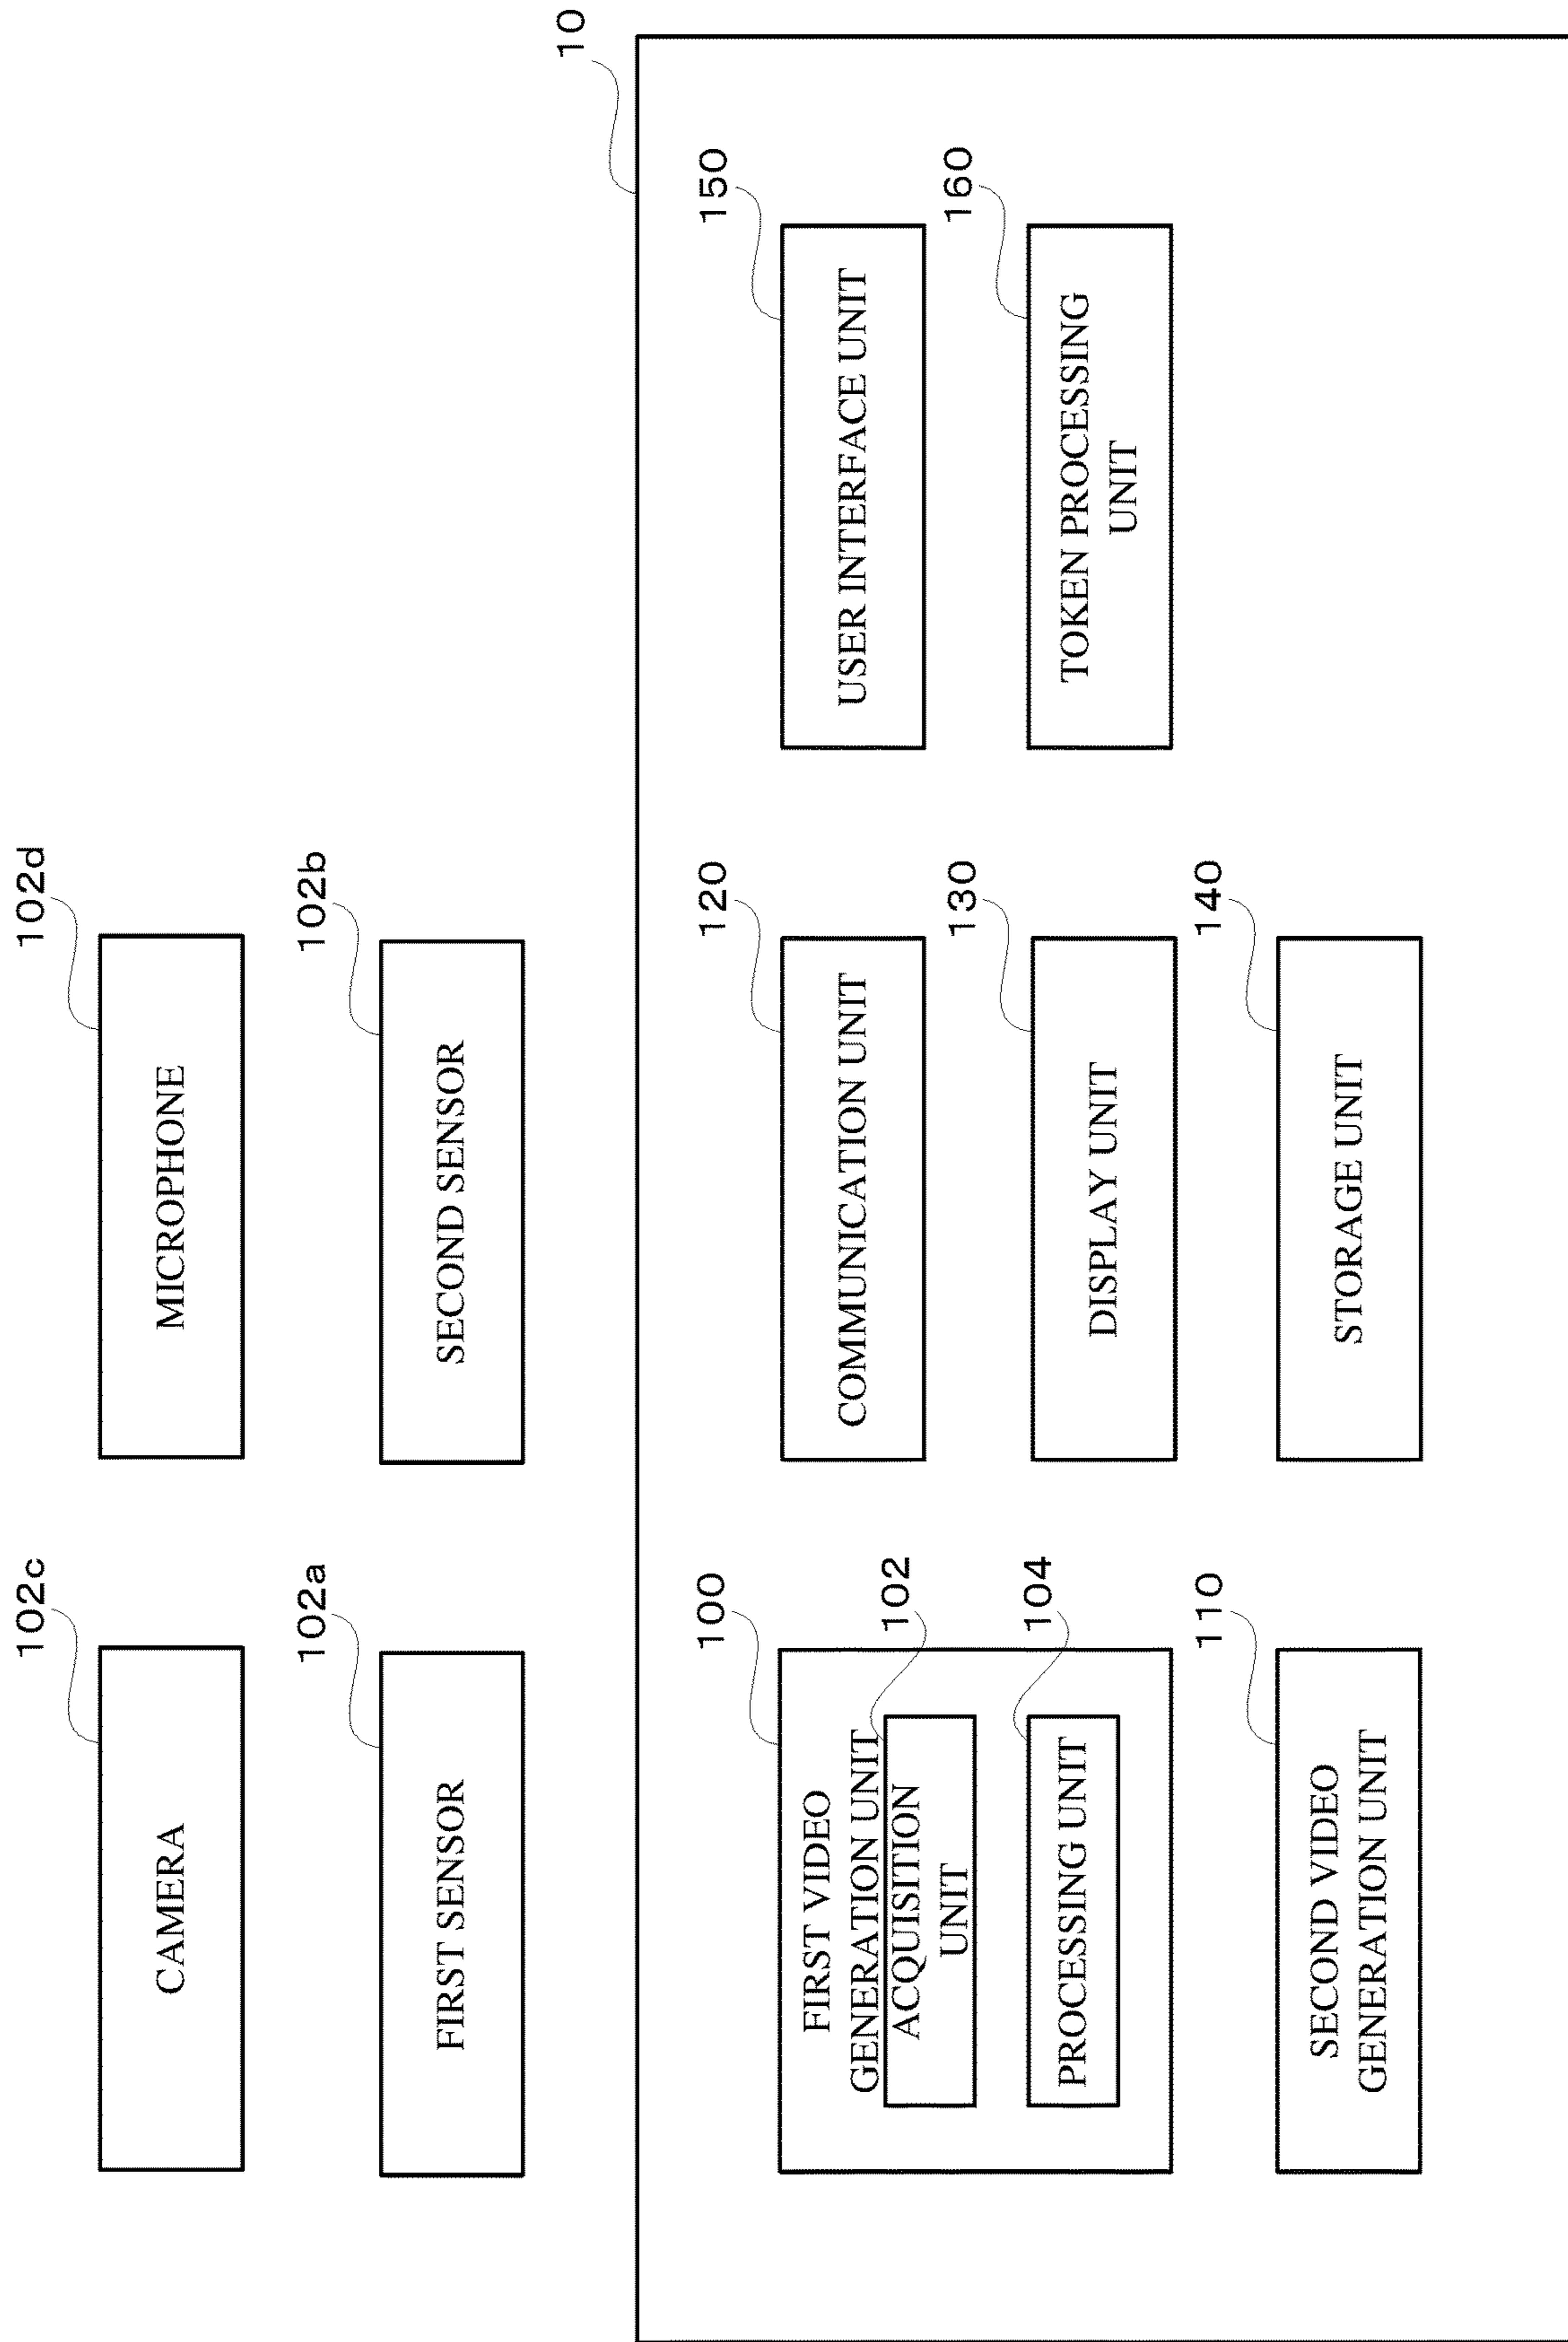 102c
CAMERA
102d
MICROPHONE
102a
FIRST SENSOR
102b
SECOND SENSOR
10
100
FIRST VIDEO
GENERATION UNIT
102
ACQUISITION
UNIT
104
PROCESSING UNIT
110
SECOND VIDEO
GENERATION UNIT
120
COMMUNICATION UNIT
130
DISPLAY UNIT
140
STORAGE UNIT
150
USER INTERFACE UNIT
160
TOKEN PROCESSING
UNIT